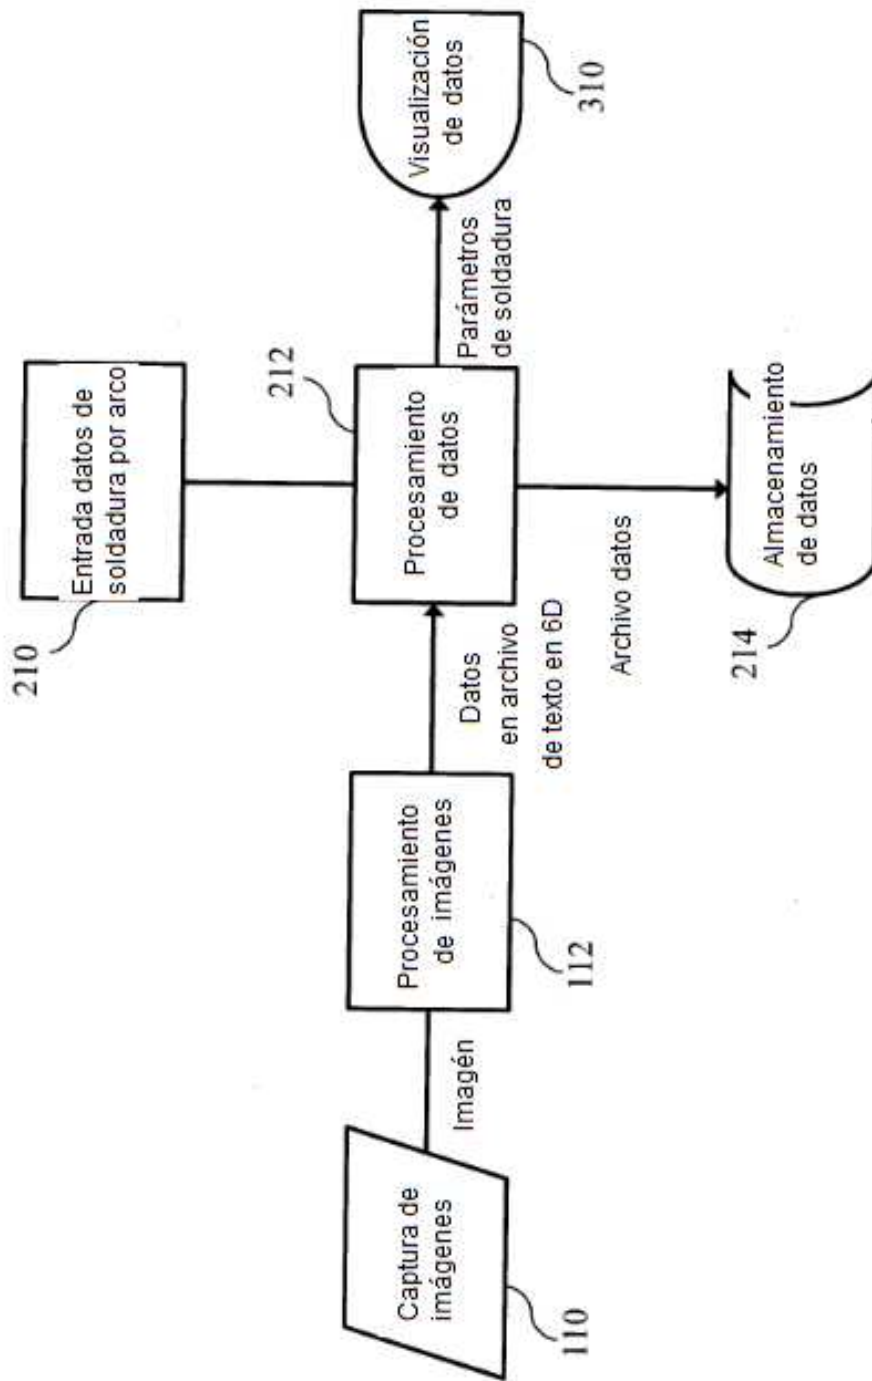 210
Entrada datos de
soldadura por arco
110
Captura de
imágenes
Imagén
112
Procesamiento
de imágenes
Datos
en archivo
de texto en 6D
212
Procesamiento
de datos
Parámetros
de soldadura
310
Visualización
de datos
Archivo datos
214
Almacenamiento
de datos